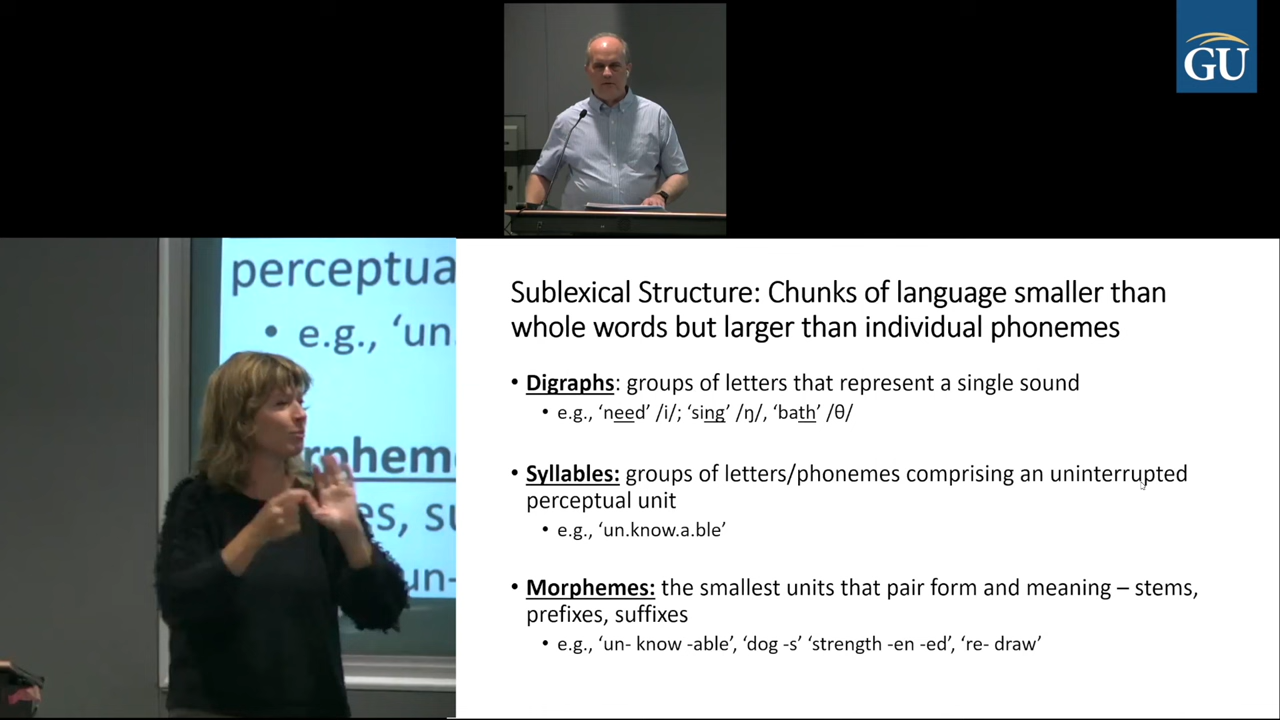 GU
perceptua
• e.g., ‘un.
rphem
es, su
un-
Sublexical Structure: Chunks of language smaller than
whole words but larger than individual phonemes
• Digraphs: groups of letters that represent a single sound
• e.g., ‘need’ /i/; ‘sing’ /ŋ/, ‘bath’ /θ/
• Syllables: groups of letters/phonemes comprising an uninterrupted
perceptual unit
• e.g., ‘un.know.a.ble’
• Morphemes: the smallest units that pair form and meaning – stems,
prefixes, suffixes
• e.g., ‘un- know -able’, ‘dog -s’ ‘strength -en -ed’, ‘re- draw’